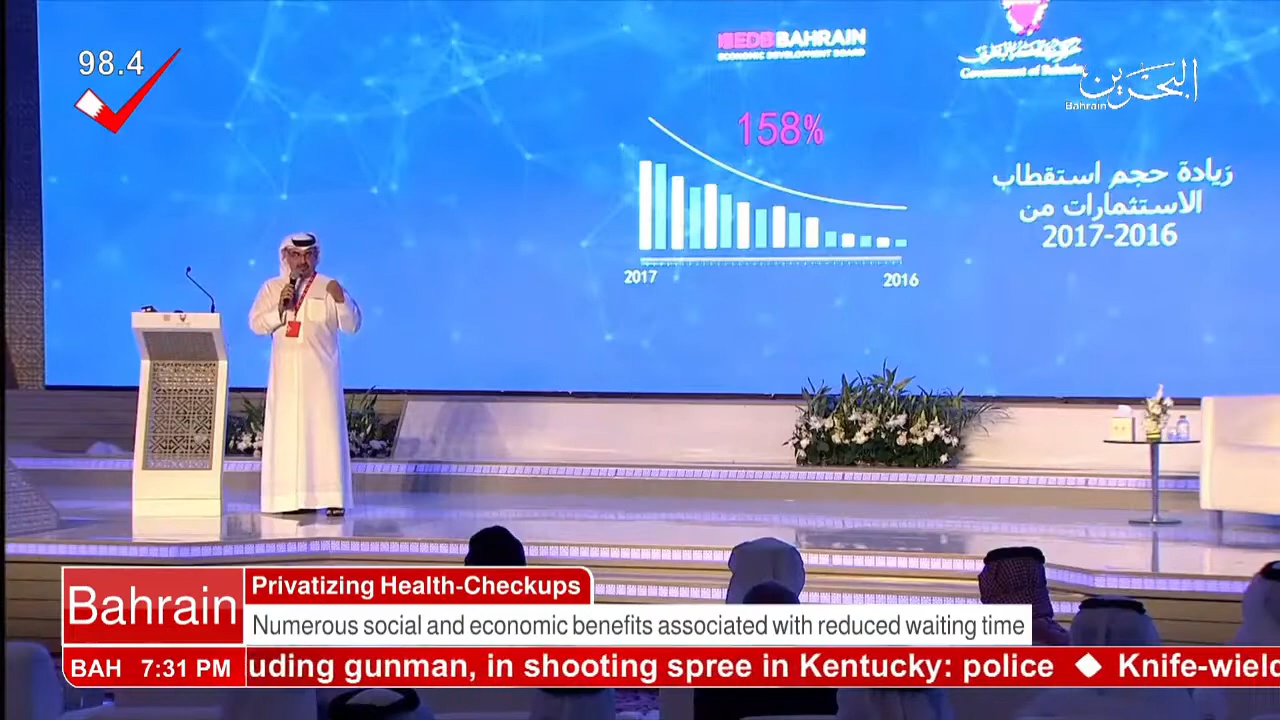 98.4
EDB BAHRAIN
ECONOMIC DEVELOPMENT BOARD
Government of Bahrain
البحرين
Bahrain
158%
زيادة حجم استقطاب
الاستثمارات من
2017-2016
2017
2016
Bahrain
Privatizing Health-Checkups
Numerous social and economic benefits associated with reduced waiting time
BAH 7:31 PM
uding gunman, in shooting spree in Kentucky: police ◆ Knife-wield